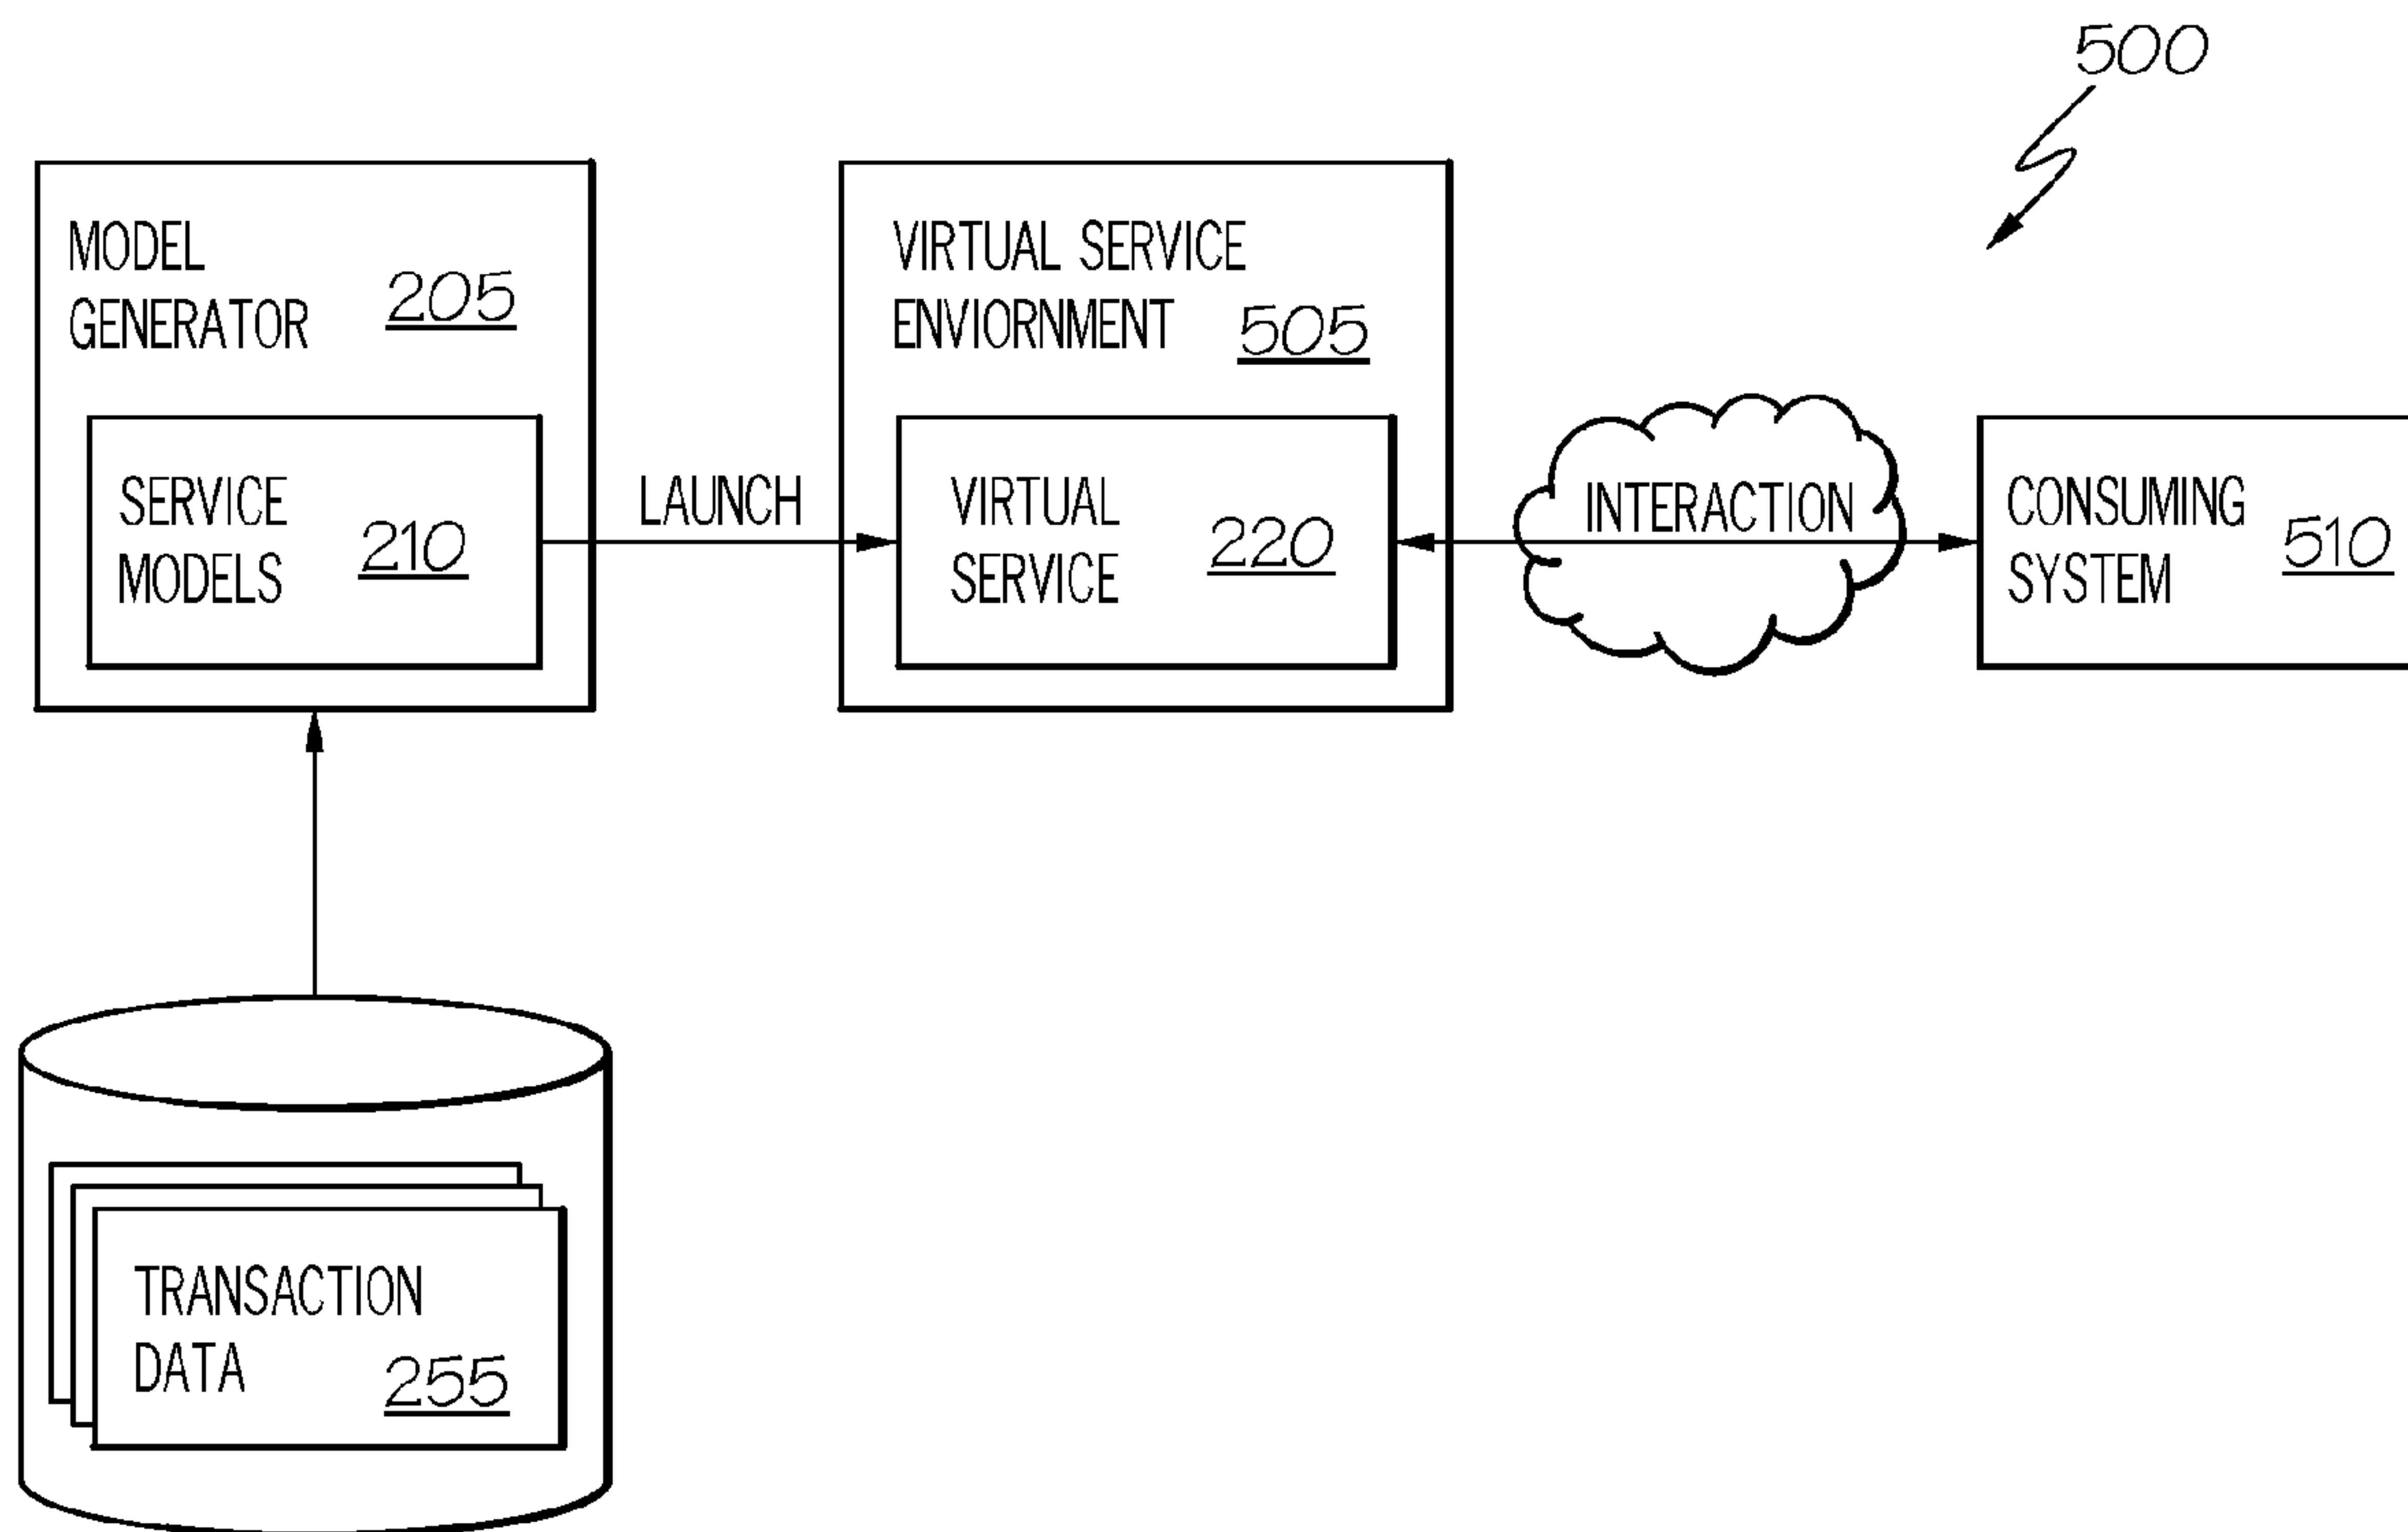 500
MODEL
GENERATOR 205
SERVICE
MODELS 210
LAUNCH
VIRTUAL SERVICE
ENVIORNMENT 505
VIRTUAL
SERVICE 220
INTERACTION
CONSUMING
SYSTEM 510
TRANSACTION
DATA 255